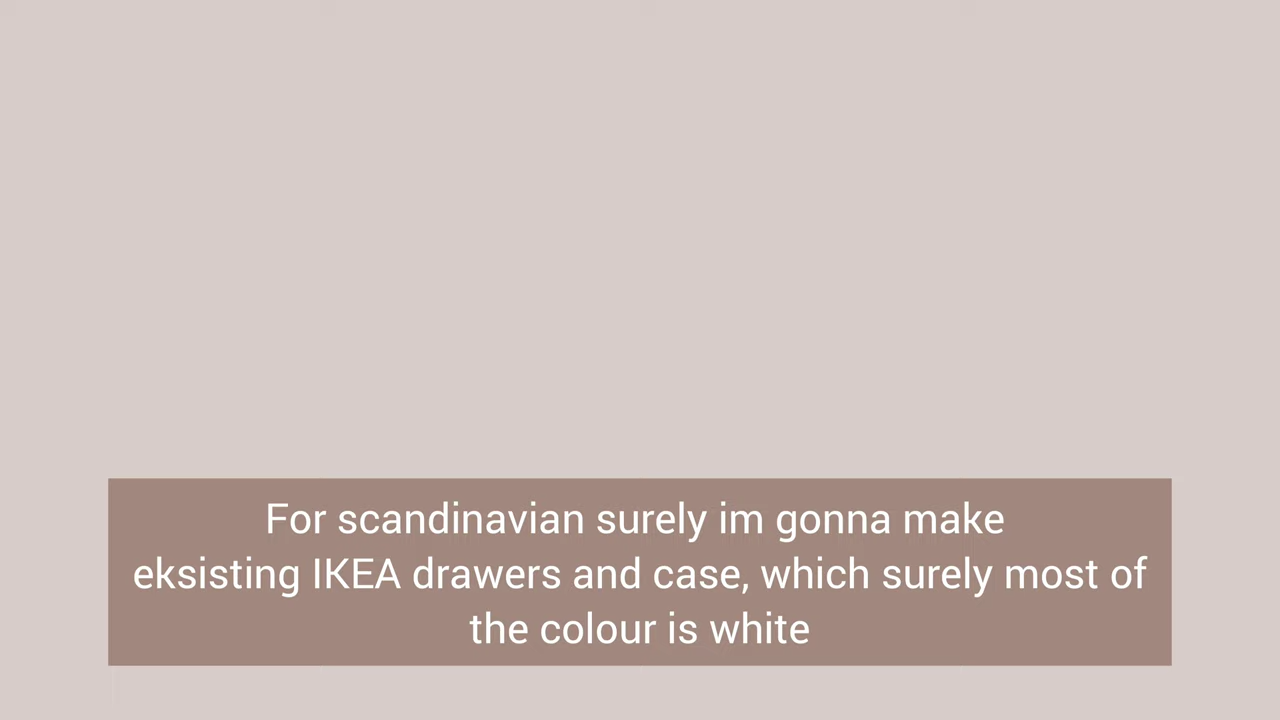 For scandinavian surely im gonna make
eksisting IKEA drawers and case, which surely most of
the colour is white